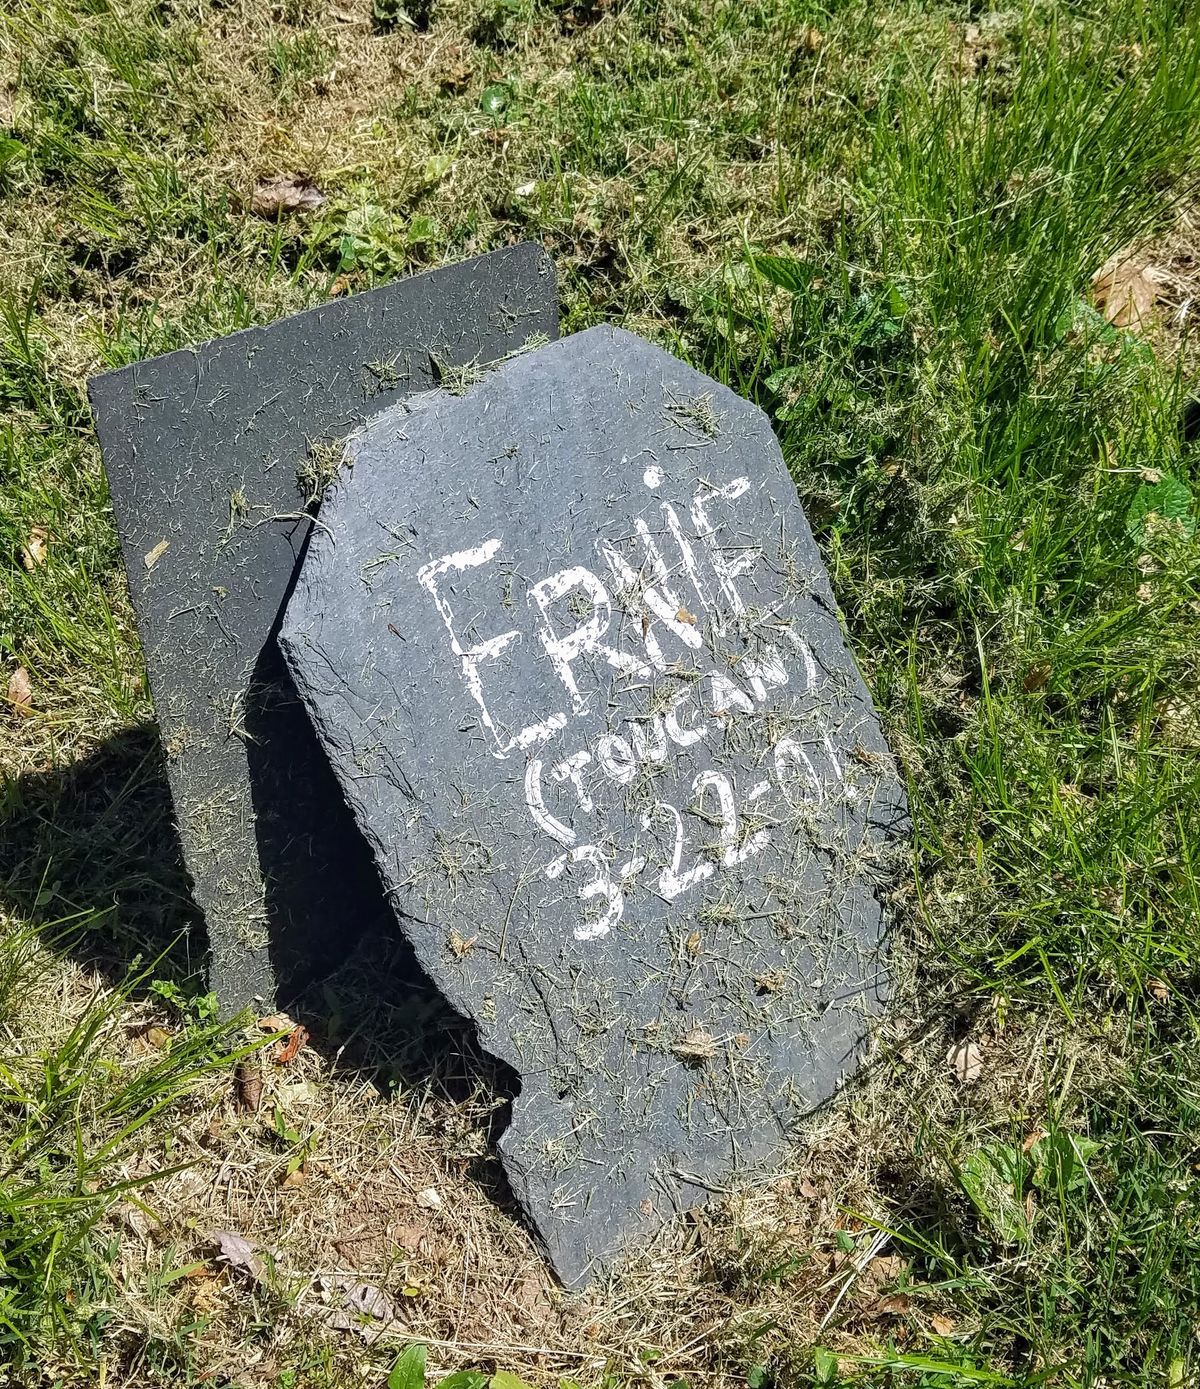 ERNiE
(TOUCAN)
3-22-01